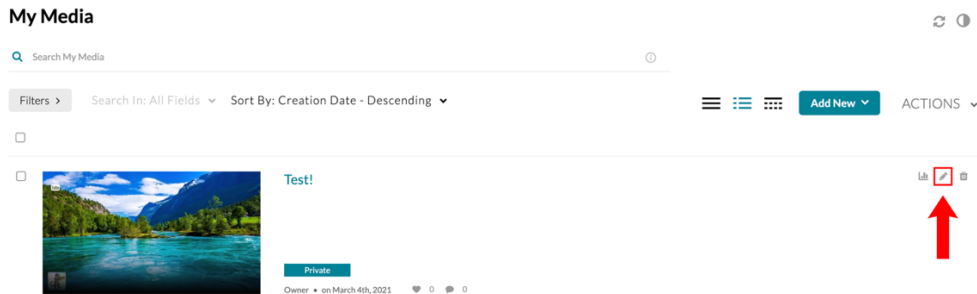 My Media
Search My Media
Filters > Search In: All Fields Sort By: Creation Date - Descending Add New ACTIONS
Test!
Private
Owner • on March 4th, 2021 0 0